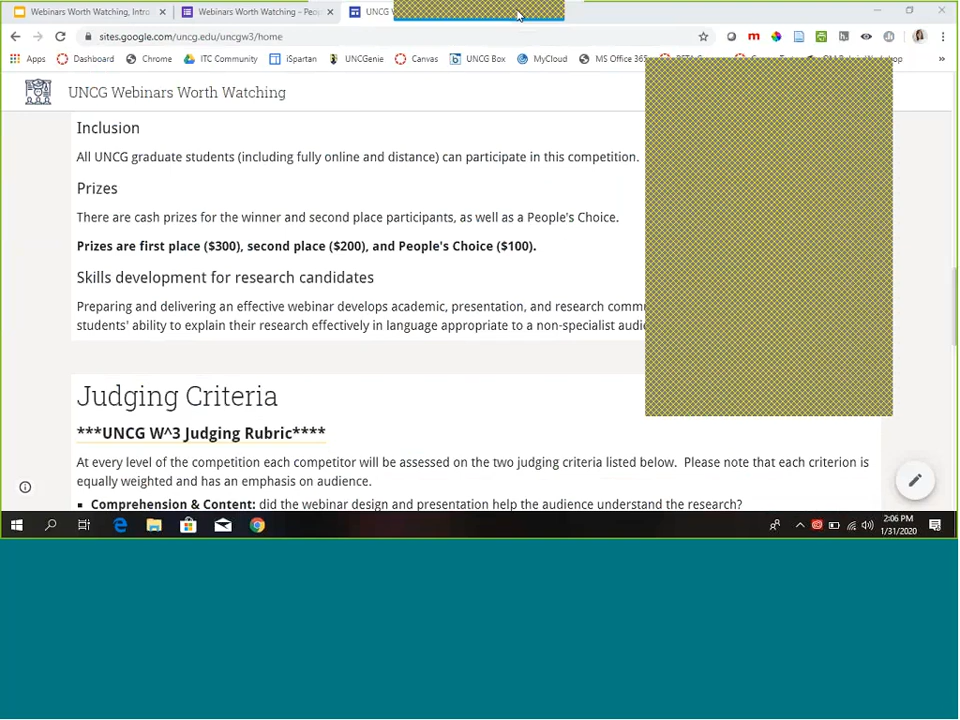 Webinars Worth Watching, Intro
Webinars Worth Watching – Peo
UNCG
sites.google.com/uncg.edu/uncgw3/home
Apps Dashboard Chrome ITC Community iSpartan UNCGenie Canvas UNCG Box MyCloud MS Office 365
UNCG Webinars Worth Watching
Inclusion
All UNCG graduate students (including fully online and distance) can participate in this competition.
Prizes
There are cash prizes for the winner and second place participants, as well as a People's Choice.
Prizes are first place ($300), second place ($200), and People's Choice ($100).
Skills development for research candidates
Preparing and delivering an effective webinar develops academic, presentation, and research
students' ability to explain their research effectively in language appropriate to a non-specialist
Judging Criteria
***UNCG W^3 Judging Rubric****
At every level of the competition each competitor will be assessed on the two judging criteria listed below. Please note that each criterion is
equally weighted and has an emphasis on audience.
▪ Comprehension & Content: did the webinar design and presentation help the audience understand the research?
2:06 PM
1/31/2020